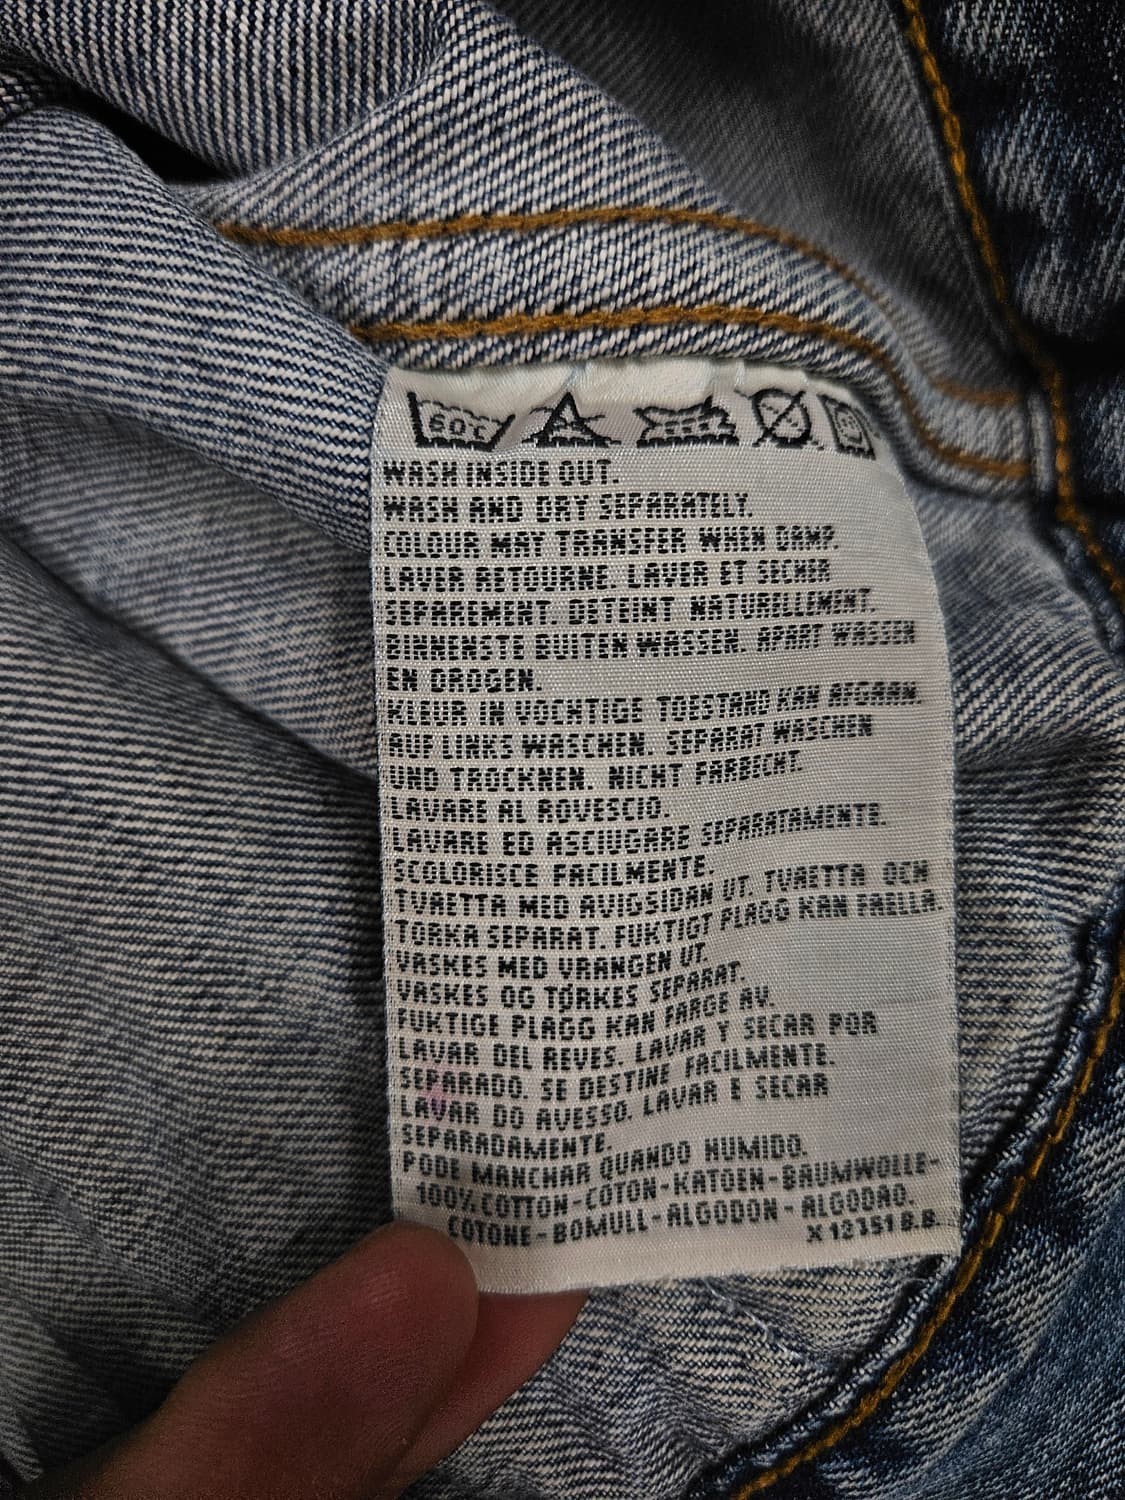 60°C
WASH INSIDE OUT.
WASH AND DRY SEPARATELY.
COLOUR MAY TRANSFER WHEN DAMP.
LAVER RETOURNE. LAVER ET SECHER
SEPAREMENT. DETEINT NATURELLEMENT.
BINNENSTE BUITEN WASSEN. APART WASSEN
EN DROGEN.
KLEUR IN VOCHTIGE TOESTAND KAN AFGAAN.
AUF LINKS WASCHEN. SEPARAT WASCHEN
UND TROCKNEN. NICHT FARBECHT.
LAVARE AL ROVESCIO.
LAVARE ED ASCIUGARE SEPARATAMENTE.
SCOLORISCE FACILMENTE.
TVAETTA MED AVIGSIDAN UT. TVAETTA OCH
TORKA SEPARAT. FUKTIGT PLAGG KAN FAELLA.
VASKES MED VRANGEN UT.
VASKES OG TØRKES SEPARAT.
FUKTIGE PLAGG KAN FARGE AV.
LAVAR DEL REVES. LAVAR Y SECAR POR
SEPARADO. SE DESTINE FACILMENTE.
LAVAR DO AVESSO. LAVAR E SECAR
SEPARADAMENTE.
PODE MANCHAR QUANDO HUMIDO.
100% COTTON-COTON-KATOEN-BAUMWOLLE-
COTONE-BOMULL-ALGODON-ALGODAO.
X 12351 B.B.